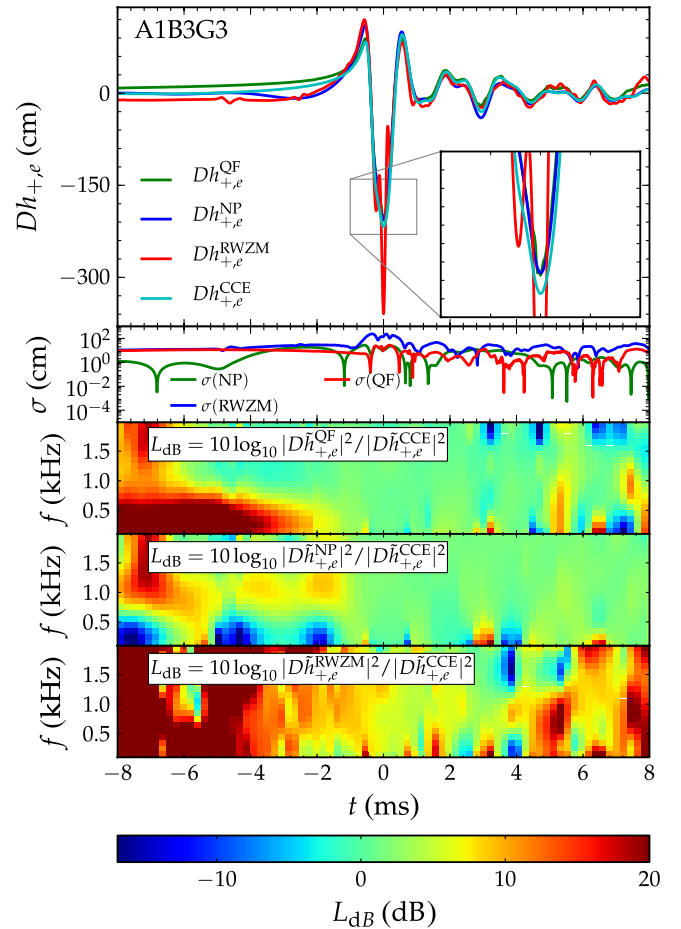 A1B3G3
0
−150
−300
Dh+,e (cm)
Dh+,e^QF
Dh+,e^NP
Dh+,e^RWZM
Dh+,e^CCE
10^2
10^0
10^−2
10^−4
σ (cm)
σ(NP)
σ(QF)
σ(RWZM)
L_dB = 10 log_10 |Dh̃+,e^QF|^2/|Dh̃+,e^CCE|^2
1.5
1.0
0.5
f (kHz)
L_dB = 10 log_10 |Dh̃+,e^NP|^2/|Dh̃+,e^CCE|^2
1.5
1.0
0.5
f (kHz)
L_dB = 10 log_10 |Dh̃+,e^RWZM|^2/|Dh̃+,e^CCE|^2
1.5
1.0
0.5
f (kHz)
−8 −6 −4 −2 0 2 4 6 8
t (ms)
−10 0 10 20
L_dB (dB)